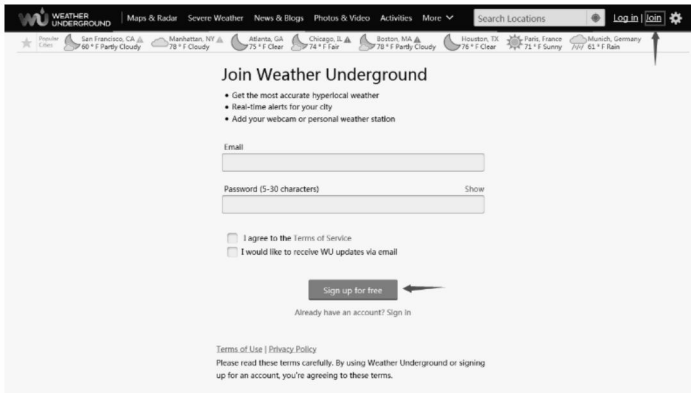 WEATHER
UNDERGROUND
Maps & Radar Severe Weather News & Blogs Photos & Video Activities More Search Locations Log in | Join
Popular Cities San Francisco, CA 60 °F Partly Cloudy Manhattan, NY 78 °F Cloudy Atlanta, GA 75 °F Clear Chicago, IL 74 °F Fair Boston, MA 78 °F Partly Cloudy Houston, TX 76 °F Clear Paris, France 71 °F Sunny Munich, Germany 61 °F Rain
Join Weather Underground
• Get the most accurate hyperlocal weather
• Real-time alerts for your city
• Add your webcam or personal weather station
Email
Password (5-30 characters) Show
I agree to the Terms of Service
I would like to receive WU updates via email
Sign up for free
Already have an account? Sign in
Terms of Use | Privacy Policy
Please read these terms carefully. By using Weather Underground or signing
up for an account, you're agreeing to these terms.